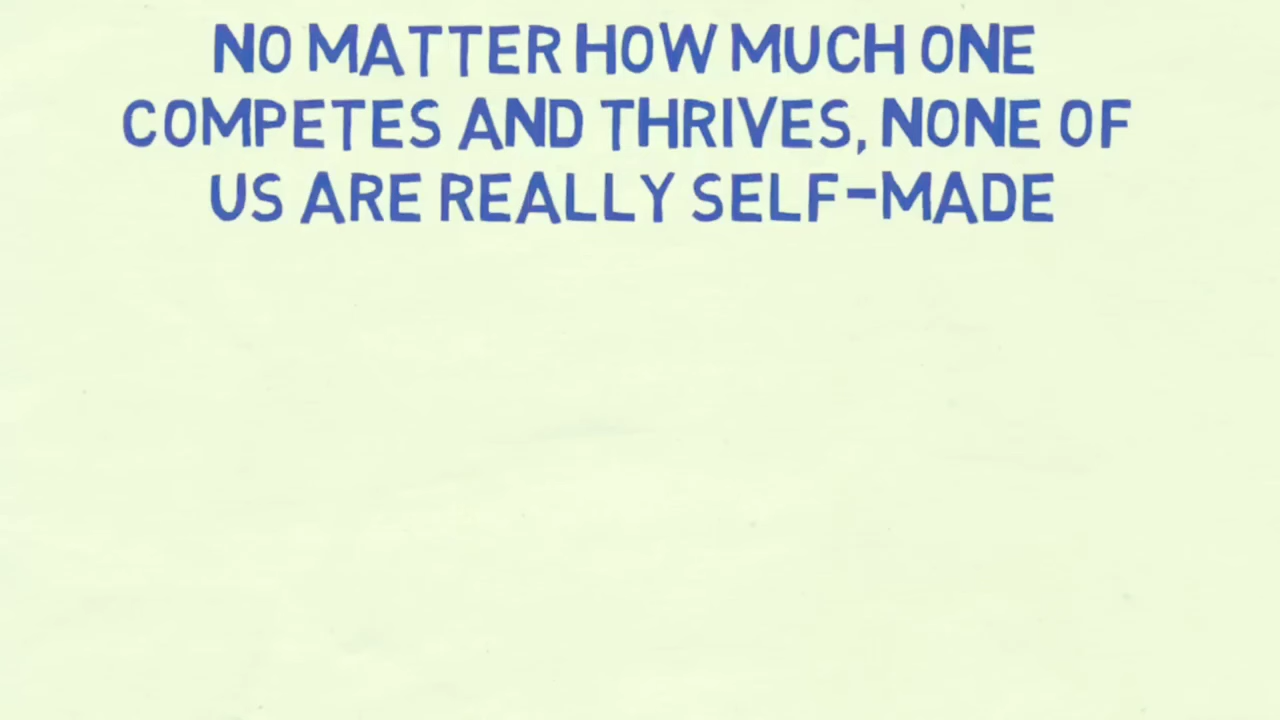 NO MATTER HOW MUCH ONE
COMPETES AND THRIVES, NONE OF
US ARE REALLY SELF-MADE